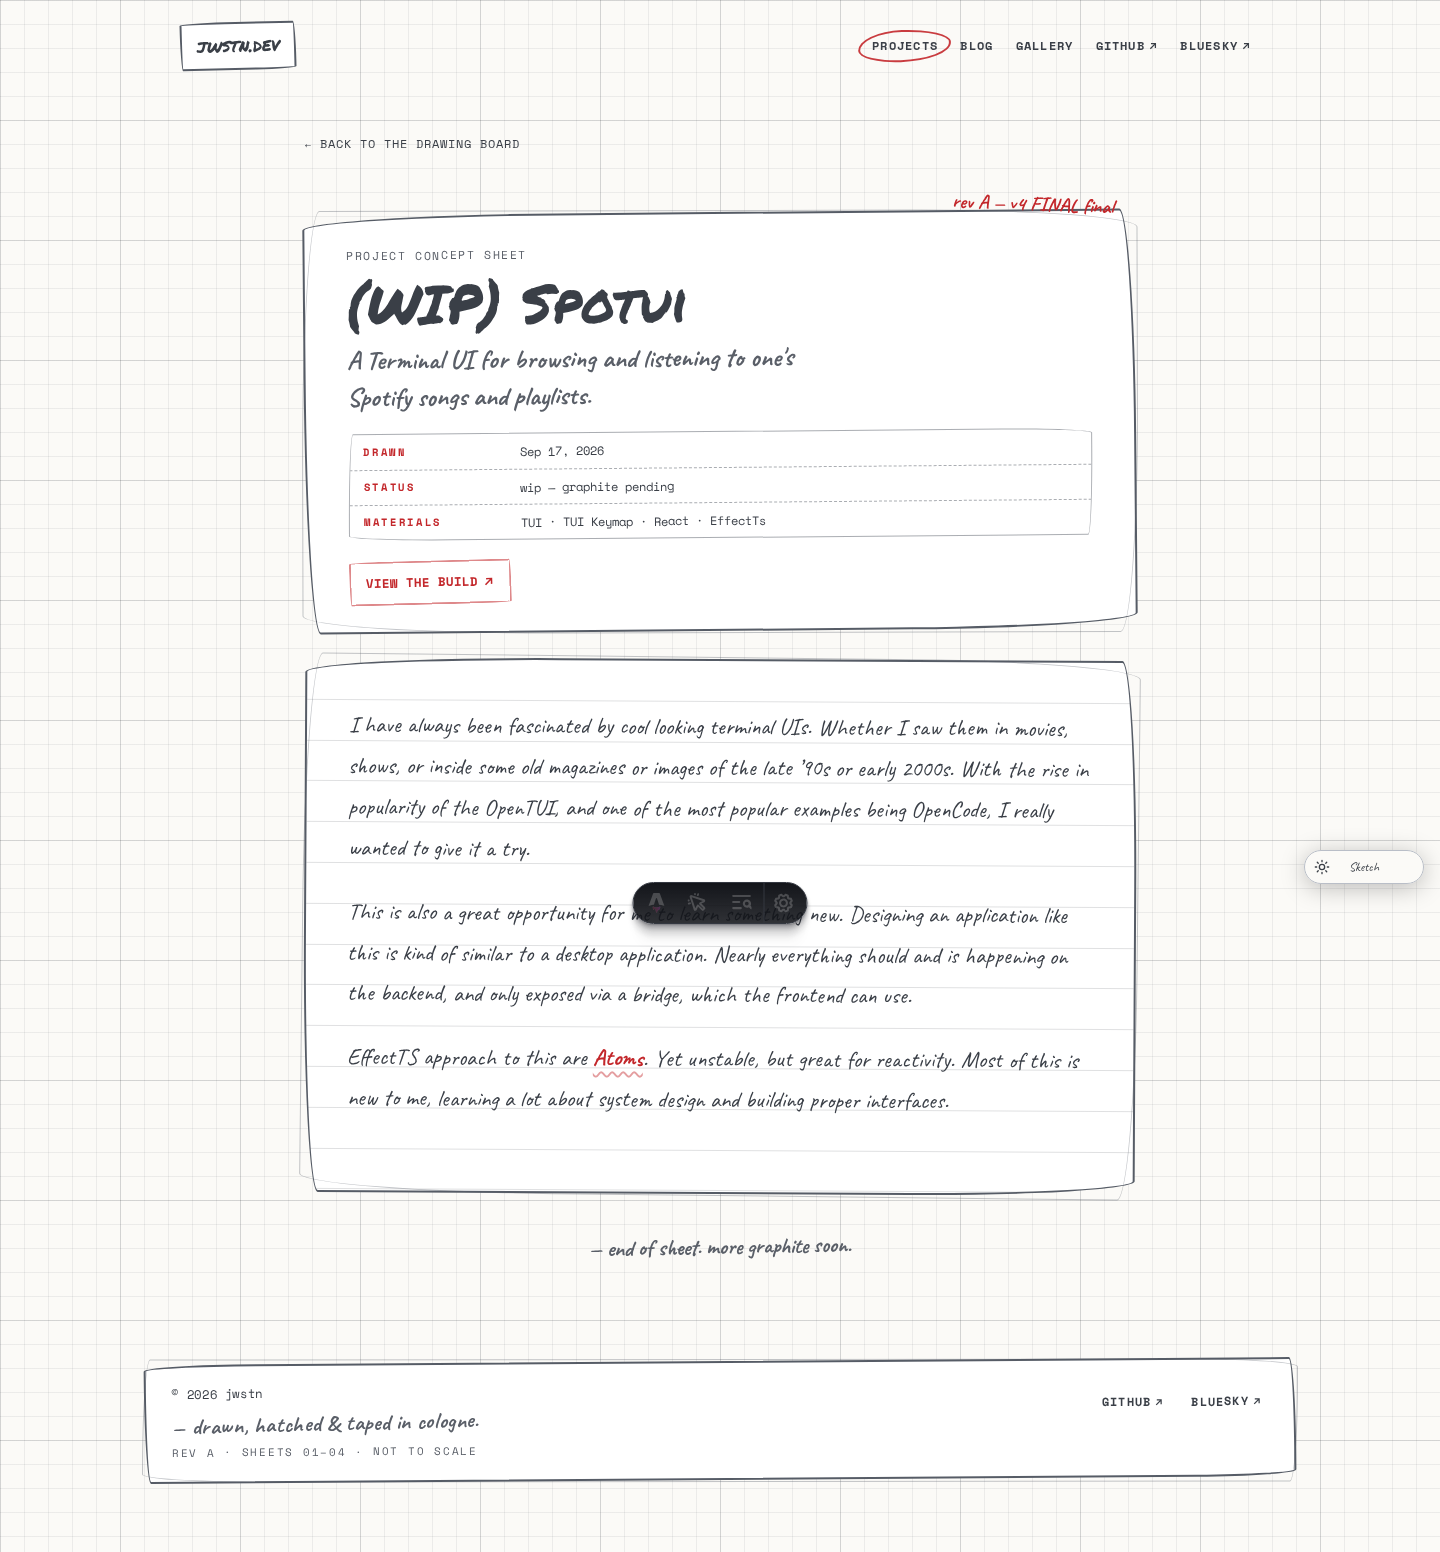 JWSTN.DEV
PROJECTS BLOG GALLERY GITHUB ↗ BLUESKY ↗
← BACK TO THE DRAWING BOARD
rev A — v4 FINAL final
PROJECT CONCEPT SHEET
(WIP) Spotui
A Terminal UI for browsing and listening to one's
Spotify songs and playlists.
DRAWN Sep 17, 2026
STATUS wip — graphite pending
MATERIALS TUI · TUI Keymap · React · EffectTs
VIEW THE BUILD ↗
I have always been fascinated by cool looking terminal UIs. Whether I saw them in movies,
shows, or inside some old magazines or images of the late '90s or early 2000s. With the rise in
popularity of the OpenTUI, and one of the most popular examples being OpenCode, I really
wanted to give it a try.
Sketch
This is also a great opportunity for me to learn something new. Designing an application like
this is kind of similar to a desktop application. Nearly everything should and is happening on
the backend, and only exposed via a bridge, which the frontend can use.
EffectTS approach to this are Atoms. Yet unstable, but great for reactivity. Most of this is
new to me, learning a lot about system design and building proper interfaces.
— end of sheet. more graphite soon.
© 2026 jwstn
— drawn, hatched & taped in cologne.
REV A · SHEETS 01–04 · NOT TO SCALE
GITHUB ↗ BLUESKY ↗